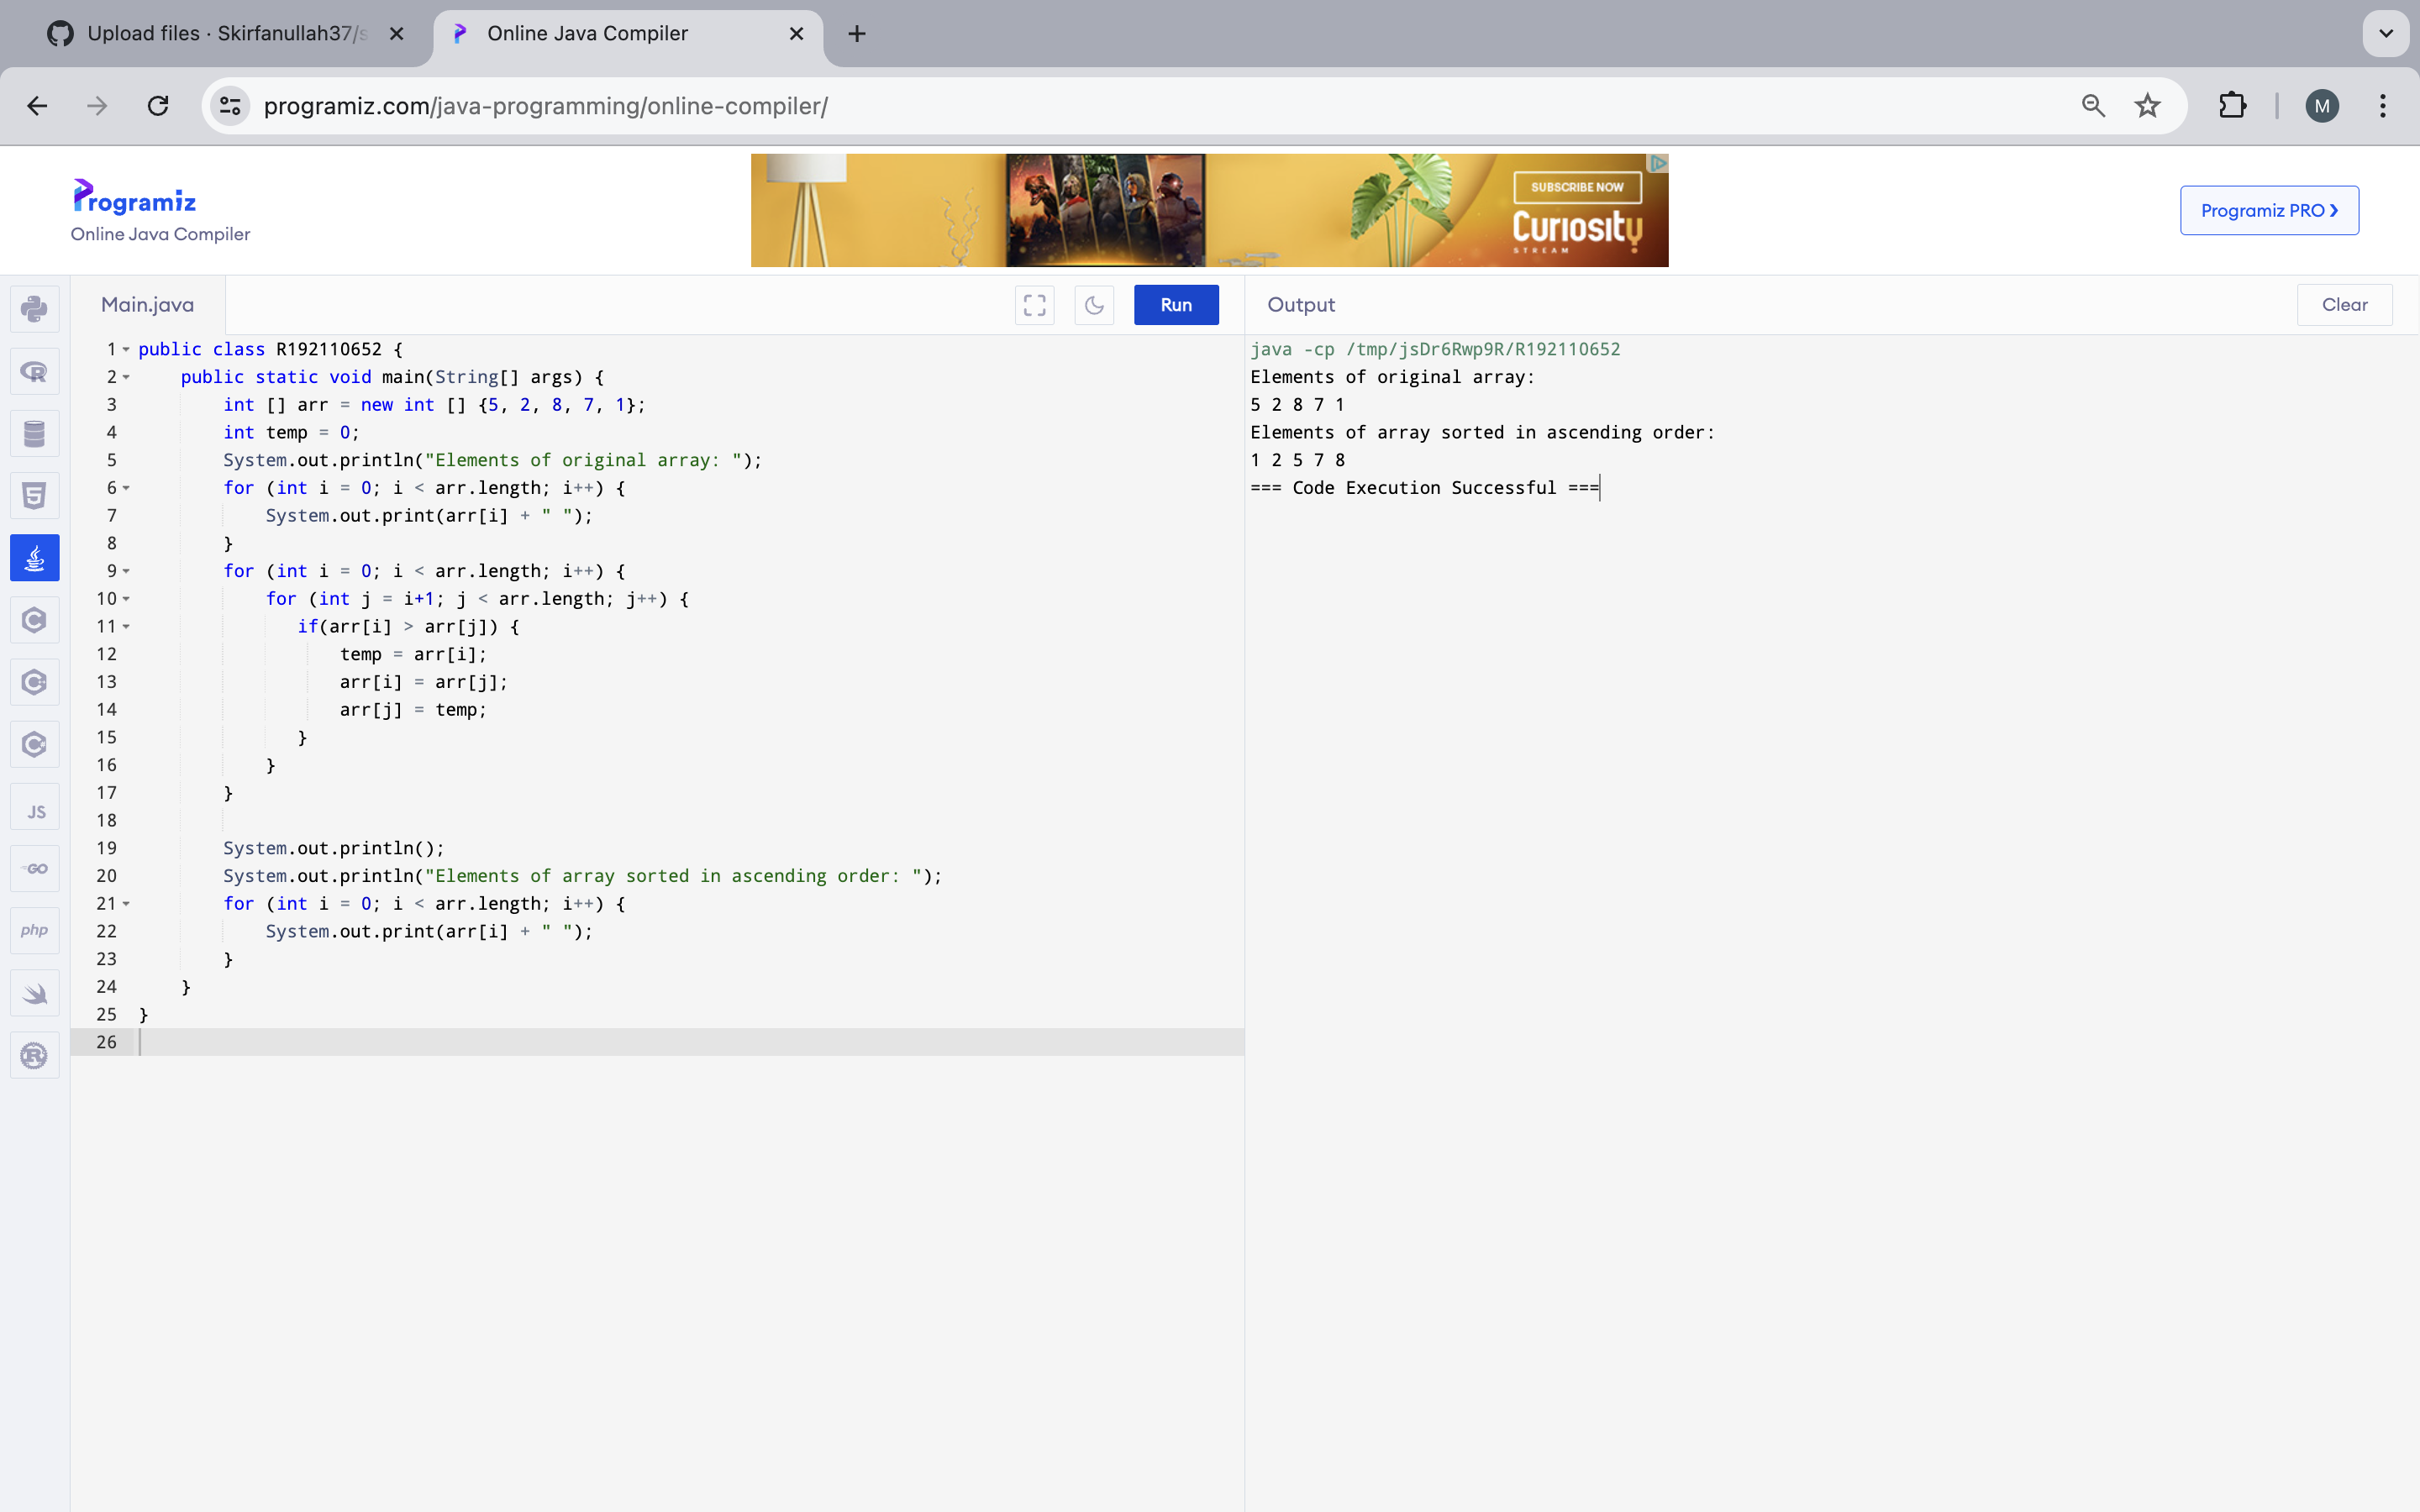 Upload files · Skirfanullah37/s
Online Java Compiler
programiz.com/java-programming/online-compiler/
M
Programiz
Online Java Compiler
SUBSCRIBE NOW
Curiosity
STREAM
Programiz PRO ❯
Main.java
Run
Output
Clear
1 public class R192110652 {
2     public static void main(String[] args) {
3         int [] arr = new int [] {5, 2, 8, 7, 1};
4         int temp = 0;
5         System.out.println("Elements of original array: ");
6         for (int i = 0; i < arr.length; i++) {
7             System.out.print(arr[i] + " ");
8         }
9         for (int i = 0; i < arr.length; i++) {
10             for (int j = i+1; j < arr.length; j++) {
11                if(arr[i] > arr[j]) {
12                    temp = arr[i];
13                    arr[i] = arr[j];
14                    arr[j] = temp;
15                }
16             }
17         }
18
19         System.out.println();
20         System.out.println("Elements of array sorted in ascending order: ");
21         for (int i = 0; i < arr.length; i++) {
22             System.out.print(arr[i] + " ");
23         }
24     }
25 }
26
java -cp /tmp/jsDr6Rwp9R/R192110652
Elements of original array:
5 2 8 7 1
Elements of array sorted in ascending order:
1 2 5 7 8
=== Code Execution Successful ===
R
5
C
C
C
JS
GO
php
R